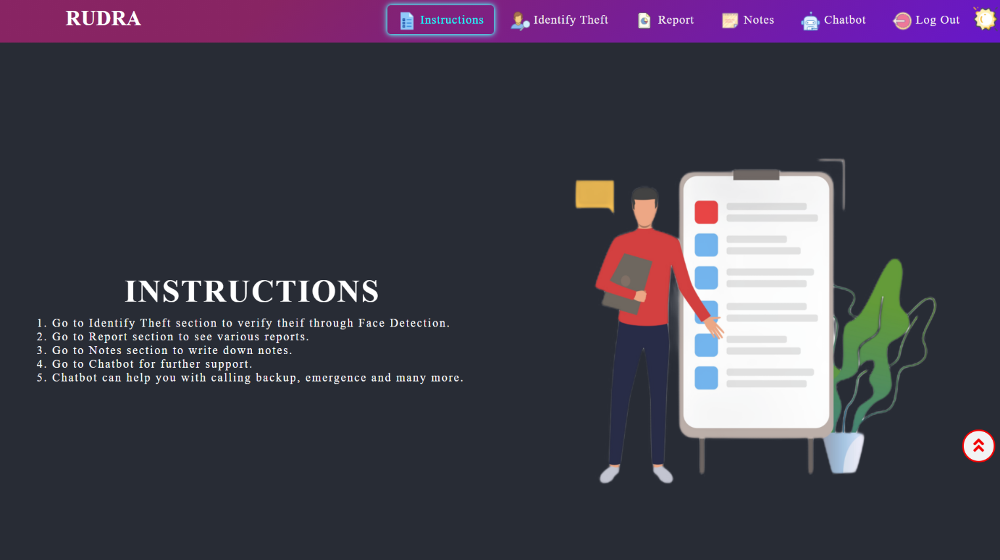 RUDRA
Instructions
Identify Theft
Report
Notes
Chatbot
Log Out
INSTRUCTIONS
1. Go to Identify Theft section to verify theif through Face Detection.
2. Go to Report section to see various reports.
3. Go to Notes section to write down notes.
4. Go to Chatbot for further support.
5. Chatbot can help you with calling backup, emergence and many more.